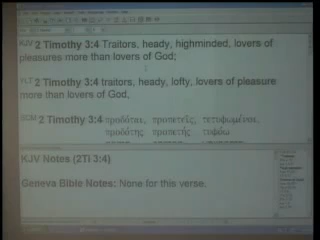 KJV 2 Timothy 3:4 Traitors, heady, highminded, lovers of
pleasures more than lovers of God;
YLT 2 Timothy 3:4 traitors, heady, lofty, lovers of pleasure
more than lovers of God,
2 Timothy 3:4 προδόται, προπετεῖς, τετυφωμένοι,
προδότης προπετής τυφόω
KJV Notes (2Ti 3:4)
Geneva Bible Notes: None for this verse.